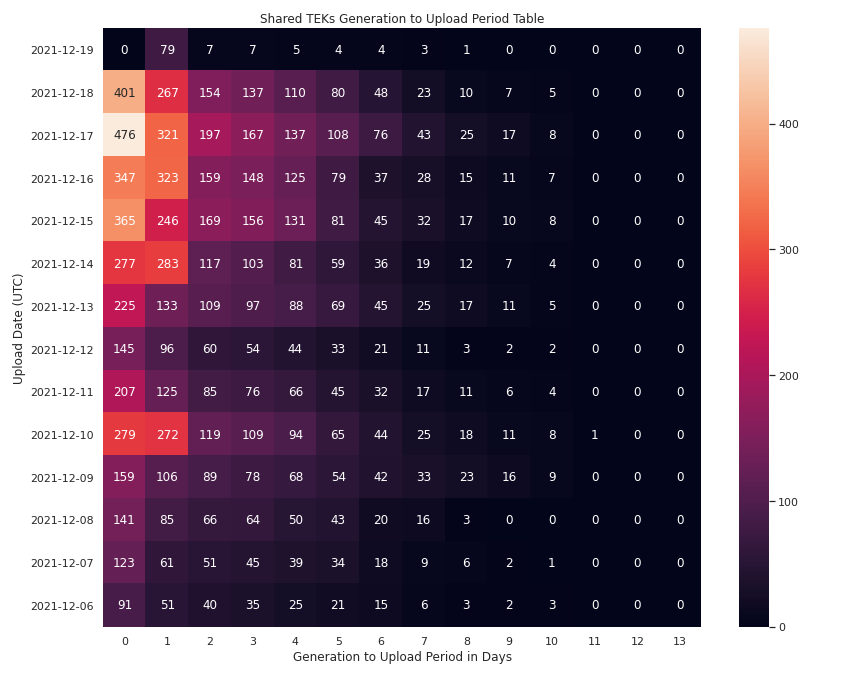 Shared TEKs Generation to Upload Period Table
Upload Date (UTC)
2021-12-19 0 79 7 7 5 4 4 3 1 0 0 0 0 0
2021-12-18 401 267 154 137 110 80 48 23 10 7 5 0 0 0
2021-12-17 476 321 197 167 137 108 76 43 25 17 8 0 0 0
2021-12-16 347 323 159 148 125 79 37 28 15 11 7 0 0 0
2021-12-15 365 246 169 156 131 81 45 32 17 10 8 0 0 0
2021-12-14 277 283 117 103 81 59 36 19 12 7 4 0 0 0
2021-12-13 225 133 109 97 88 69 45 25 17 11 5 0 0 0
2021-12-12 145 96 60 54 44 33 21 11 3 2 2 0 0 0
2021-12-11 207 125 85 76 66 45 32 17 11 6 4 0 0 0
2021-12-10 279 272 119 109 94 65 44 25 18 11 8 1 0 0
2021-12-09 159 106 89 78 68 54 42 33 23 16 9 0 0 0
2021-12-08 141 85 66 64 50 43 20 16 3 0 0 0 0 0
2021-12-07 123 61 51 45 39 34 18 9 6 2 1 0 0 0
2021-12-06 91 51 40 35 25 21 15 6 3 2 3 0 0 0
0 1 2 3 4 5 6 7 8 9 10 11 12 13
Generation to Upload Period in Days
400
300
200
100
0